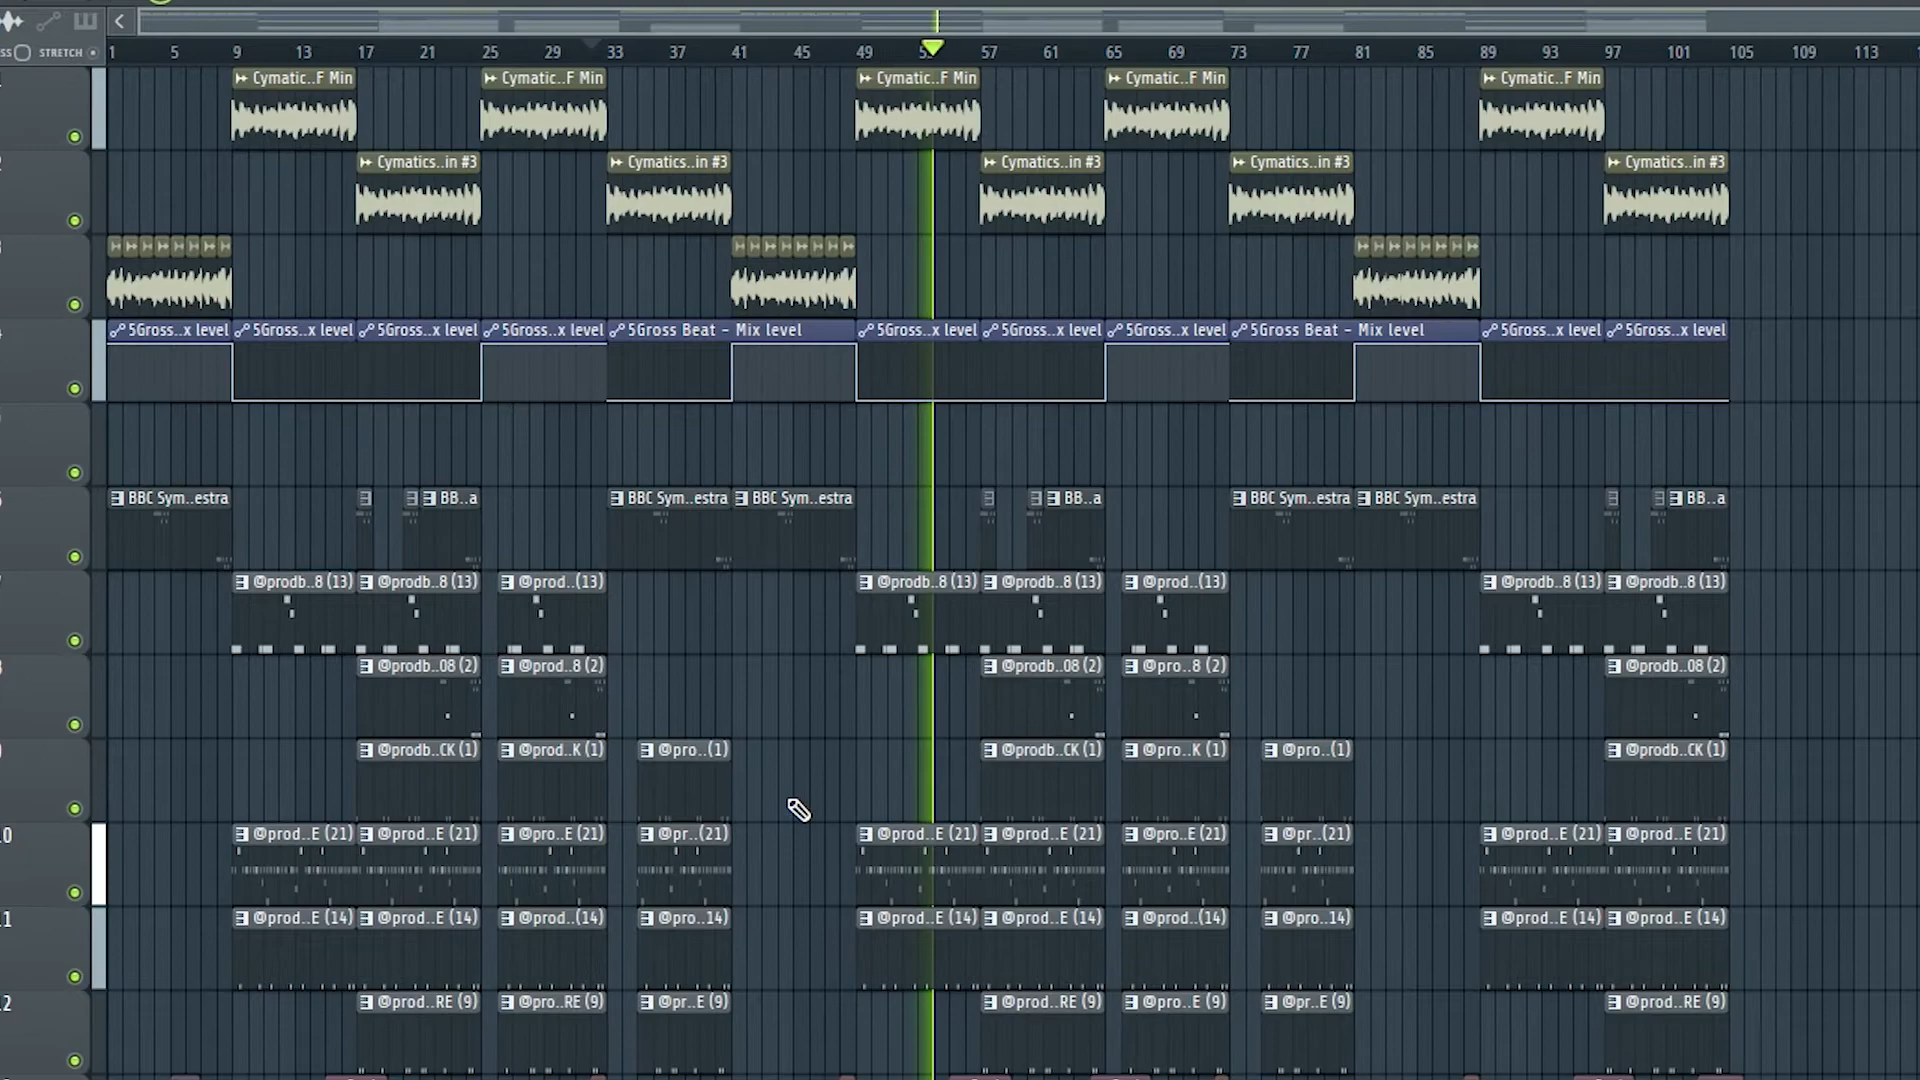 SS STRETCH 1 5 9 13 17 21 25 29 33 37 41 45 49 57 61 65 69 73 77 81 85 89 93 97 101 105 109 113
Cymatic..F Min Cymatic..F Min Cymatic..F Min Cymatic..F Min Cymatic..F Min
2 Cymatics..in #3 Cymatics..in #3 Cymatics..in #3 Cymatics..in #3 Cymatics..in #3
5Gross..x level 5Gross..x level 5Gross..x level 5Gross..x level 5Gross Beat - Mix level 5Gross..x level 5Gross..x level 5Gross..x level 5Gross Beat - Mix level 5Gross..x level 5Gross..x level
BBC Sym..estra BB..a BBC Sym..estra BBC Sym..estra BB..a BBC Sym..estra BBC Sym..estra BB..a
@prodb..8 (13) @prodb..8 (13) @prod..(13) @prodb..8 (13) @prodb..8 (13) @prod..(13) @prodb..8 (13) @prodb..8 (13)
@prodb..08 (2) @prod..8 (2) @prodb..08 (2) @pro..8 (2) @prodb..08 (2)
@prodb..CK (1) @prod..K (1) @pro..(1) @prodb..CK (1) @pro..K (1) @pro..(1) @prodb..CK (1)
0 @prod..E (21) @prod..E (21) @pro..E (21) @pr..(21) @prod..E (21) @prod..E (21) @pro..E (21) @pr..(21) @prod..E (21) @prod..E (21)
1 @prod..E (14) @prod..E (14) @prod..(14) @pro..14) @prod..E (14) @prod..E (14) @prod..(14) @pro..14) @prod..E (14) @prod..E (14)
2 @prod..RE (9) @pro..RE (9) @pr..E (9) @prod..RE (9) @pro..E (9) @pr..E (9) @prod..RE (9)